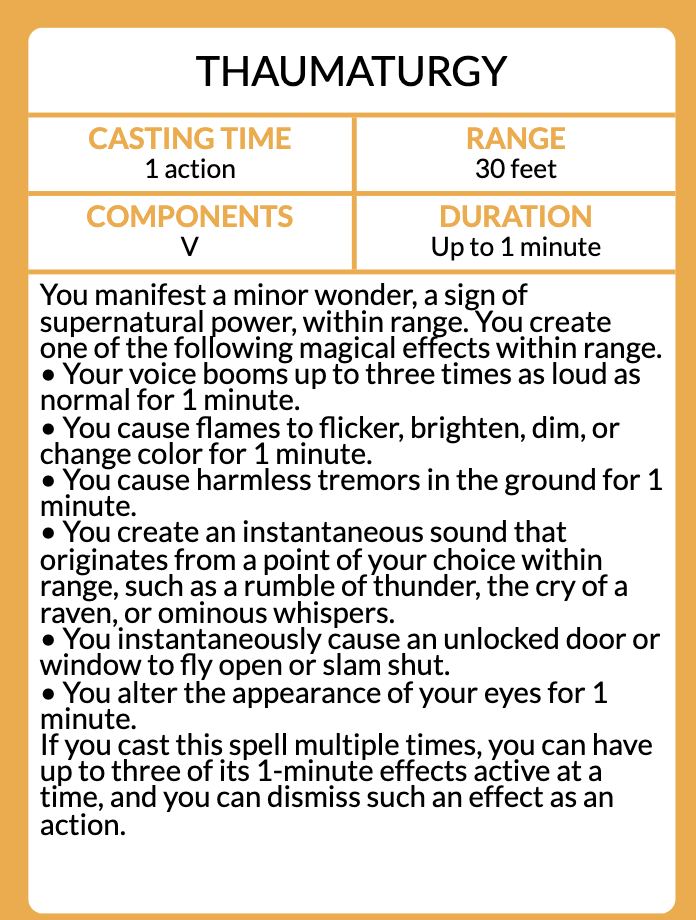 THAUMATURGY
CASTING TIME
1 action
RANGE
30 feet
COMPONENTS
V
DURATION
Up to 1 minute
You manifest a minor wonder, a sign of
supernatural power, within range. You create
one of the following magical effects within range.
• Your voice booms up to three times as loud as
normal for 1 minute.
• You cause flames to flicker, brighten, dim, or
change color for 1 minute.
• You cause harmless tremors in the ground for 1
minute.
• You create an instantaneous sound that
originates from a point of your choice within
range, such as a rumble of thunder, the cry of a
raven, or ominous whispers.
• You instantaneously cause an unlocked door or
window to fly open or slam shut.
• You alter the appearance of your eyes for 1
minute.
If you cast this spell multiple times, you can have
up to three of its 1-minute effects active at a
time, and you can dismiss such an effect as an
action.